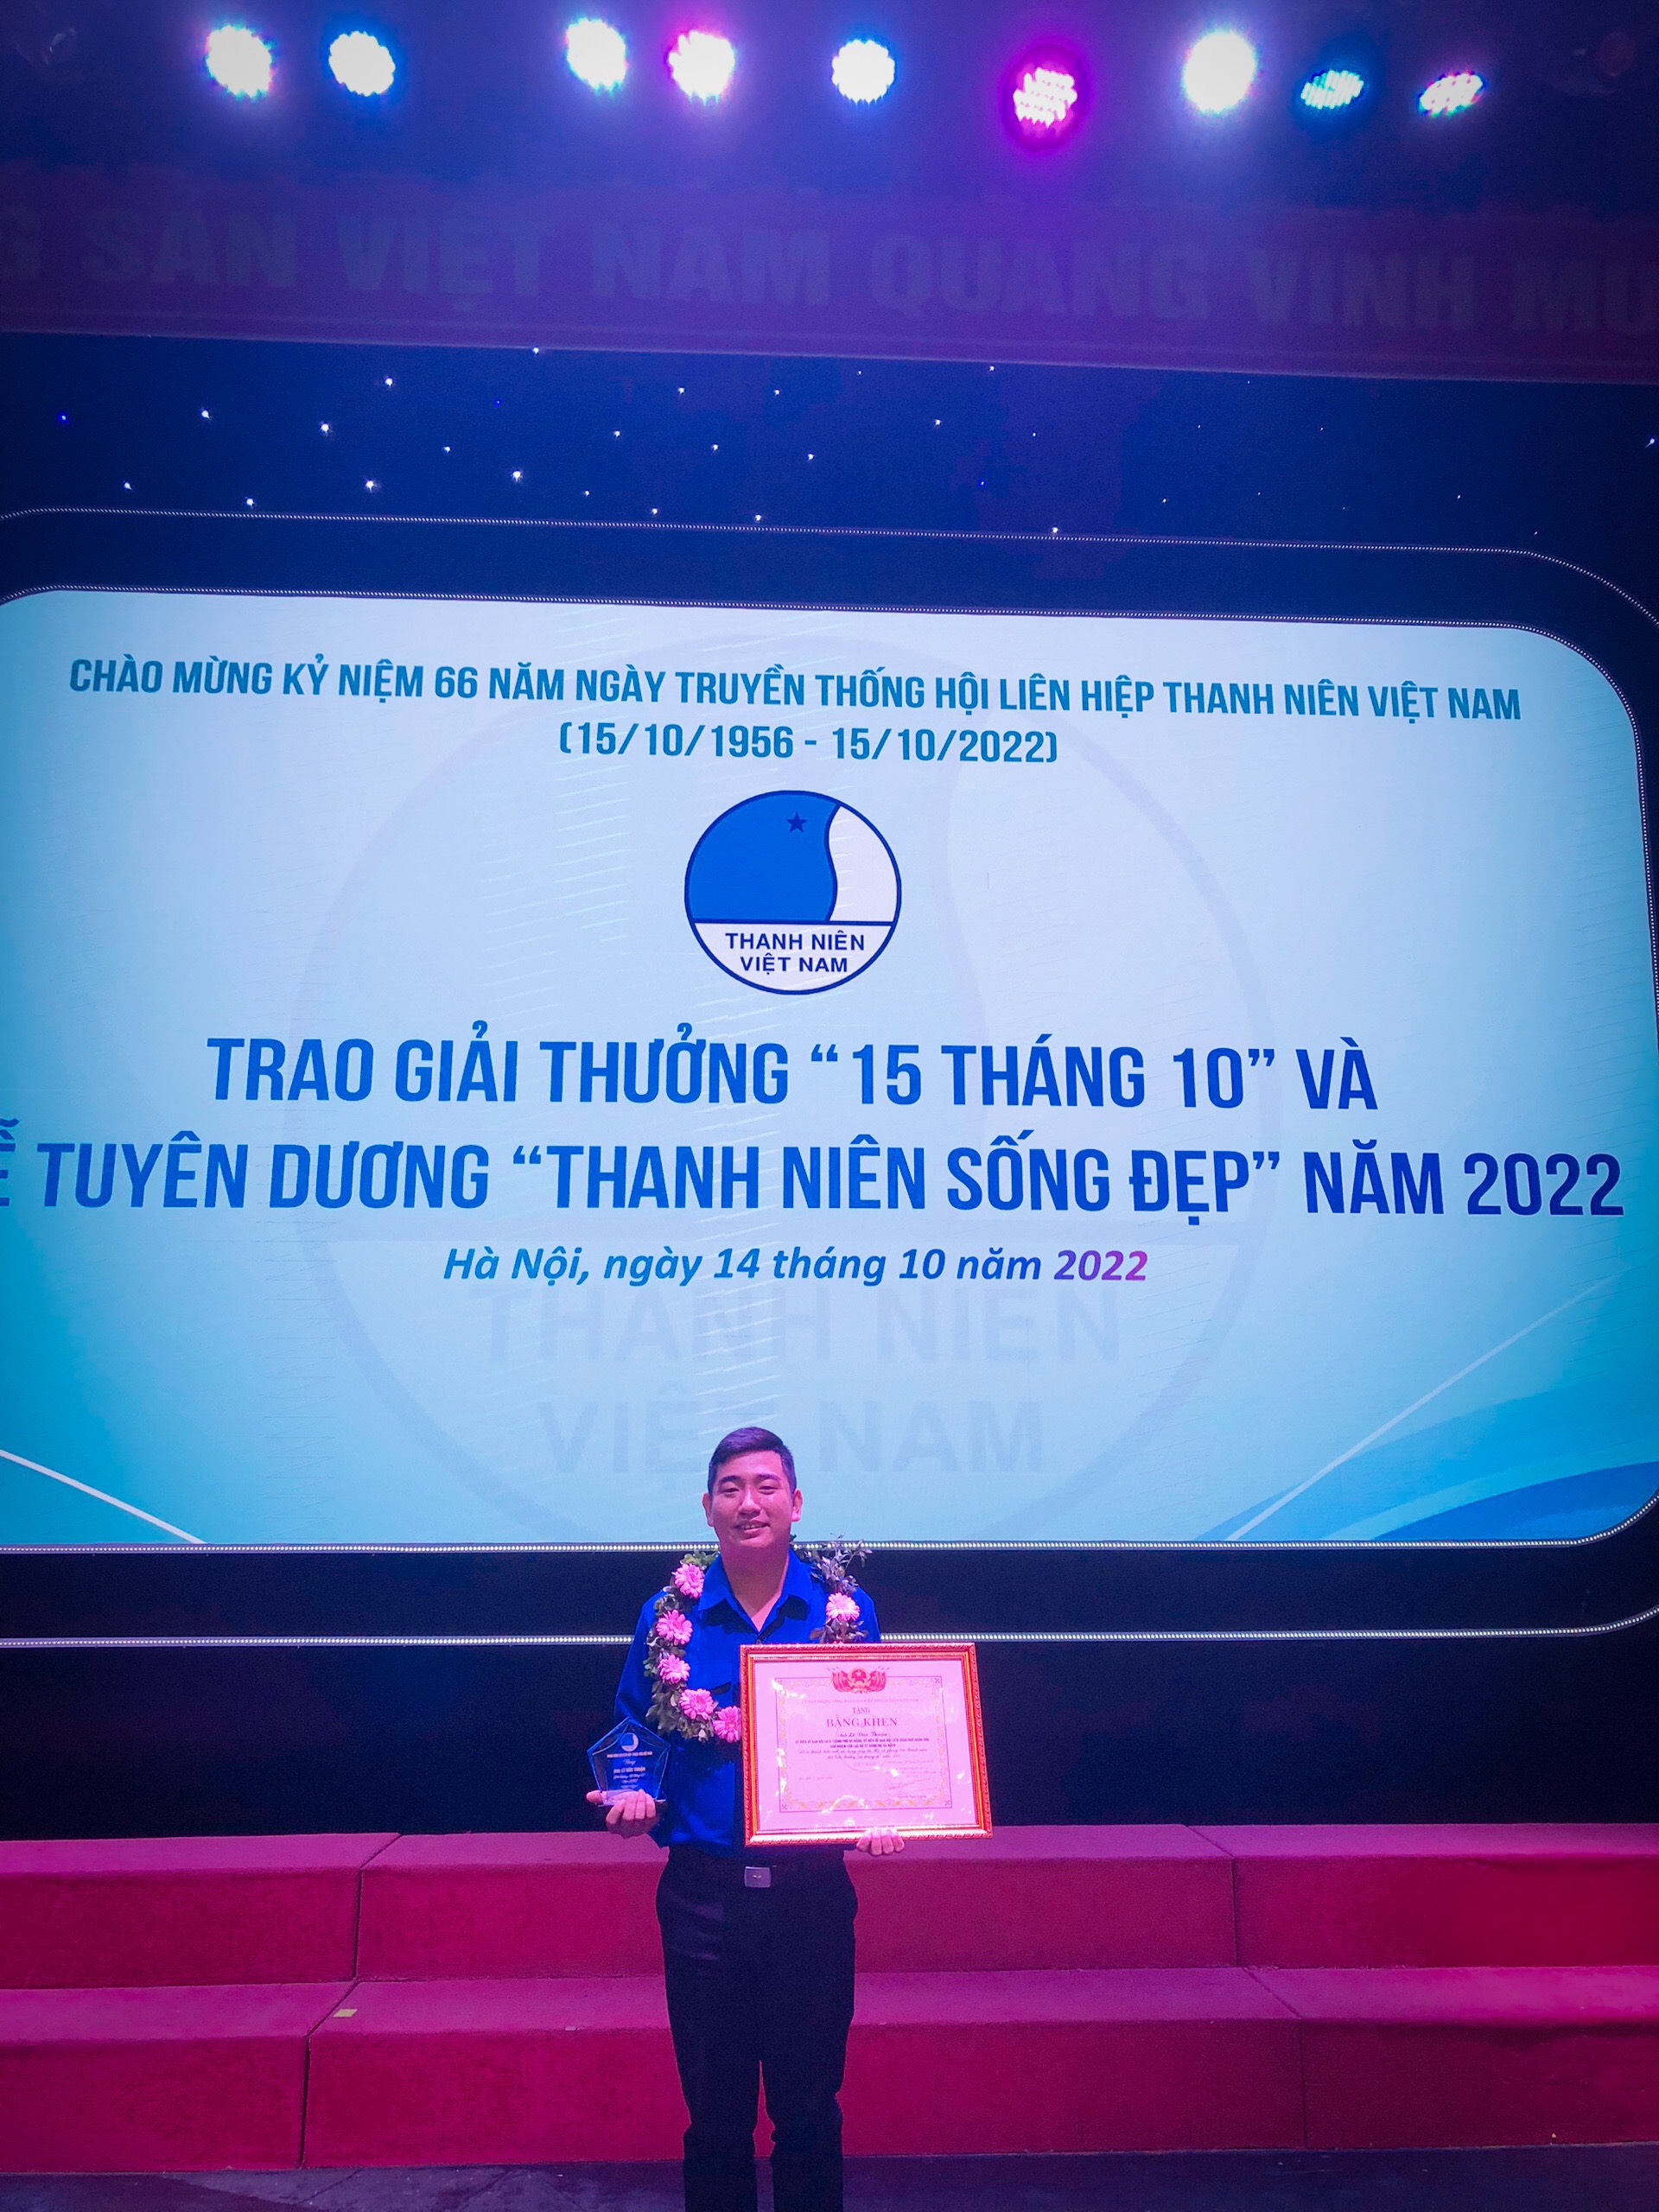 SẢN VIỆT NAM QUANG VINH
CHÀO MỪNG KỶ NIỆM 66 NĂM NGÀY TRUYỀN THỐNG HỘI LIÊN HIỆP THANH NIÊN VIỆT NAM
(15/10/1956 - 15/10/2022)
THANH NIÊN
VIỆT NAM
TRAO GIẢI THƯỞNG “15 THÁNG 10” VÀ
TUYÊN DƯƠNG “THANH NIÊN SỐNG ĐẸP” NĂM 2022
Hà Nội, ngày 14 tháng 10 năm 2022
THANH NIÊN
VIỆT NAM
TẶNG
BẰNG KHEN